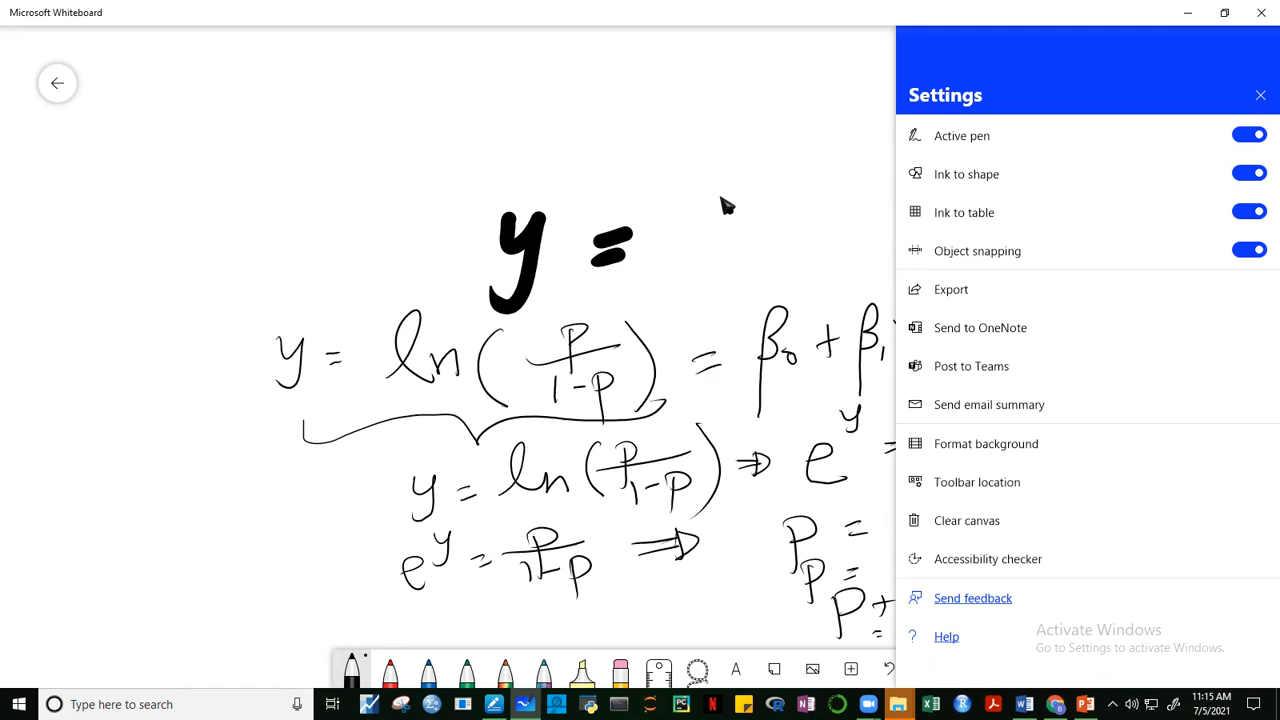 Microsoft Whiteboard
Settings
Active pen
Ink to shape
Ink to table
Object snapping
Export
Send to OneNote
Post to Teams
Send email summary
Format background
Toolbar location
Clear canvas
Accessibility checker
Send feedback
Help
Activate Windows
Go to Settings to activate Windows.
y =
y = ln(p/1-p) = β0 + β1
y = ln(p/1-p) ⇒ e^y =
e^y = p/1-p ⇒ p =
p =
p +
=
A
Type here to search
11:15 AM
7/5/2021